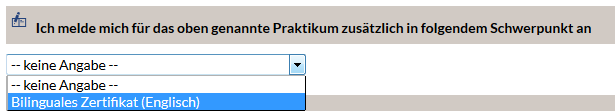 Ich melde mich für das oben genannte Praktikum zusätzlich in folgendem Schwerpunkt an
-- keine Angabe --
-- keine Angabe --
Bilinguales Zertifikat (Englisch)